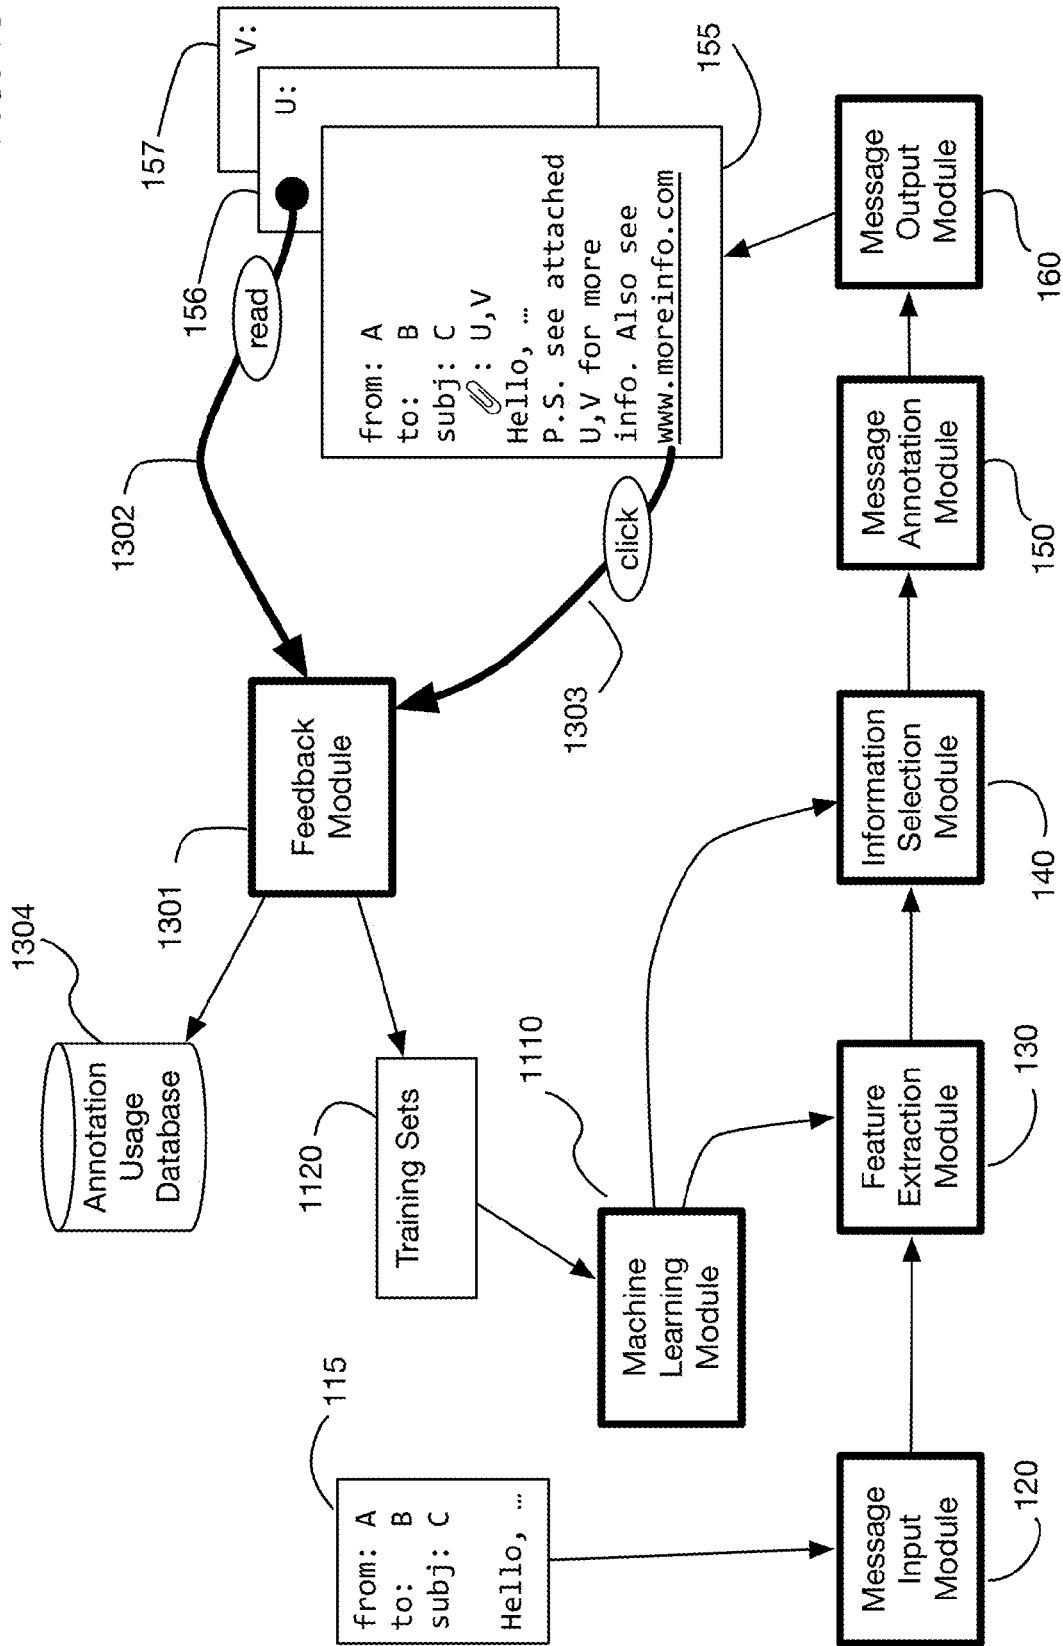 V:
157
U:
156
read
155
from: A
to: B
subj: C
: U,V
Hello, …
P.S. see attached
U,V for more
info. Also see
www.moreinfo.com
1302
click
1303
Feedback
Module
1301
1304
Annotation
Usage
Database
1120
Training Sets
1110
Machine
Learning
Module
115
from: A
to: B
subj: C
Hello, …
Message
Input
Module
120
Feature
Extraction
Module
130
Information
Selection
Module
140
Message
Annotation
Module
150
Message
Output
Module
160